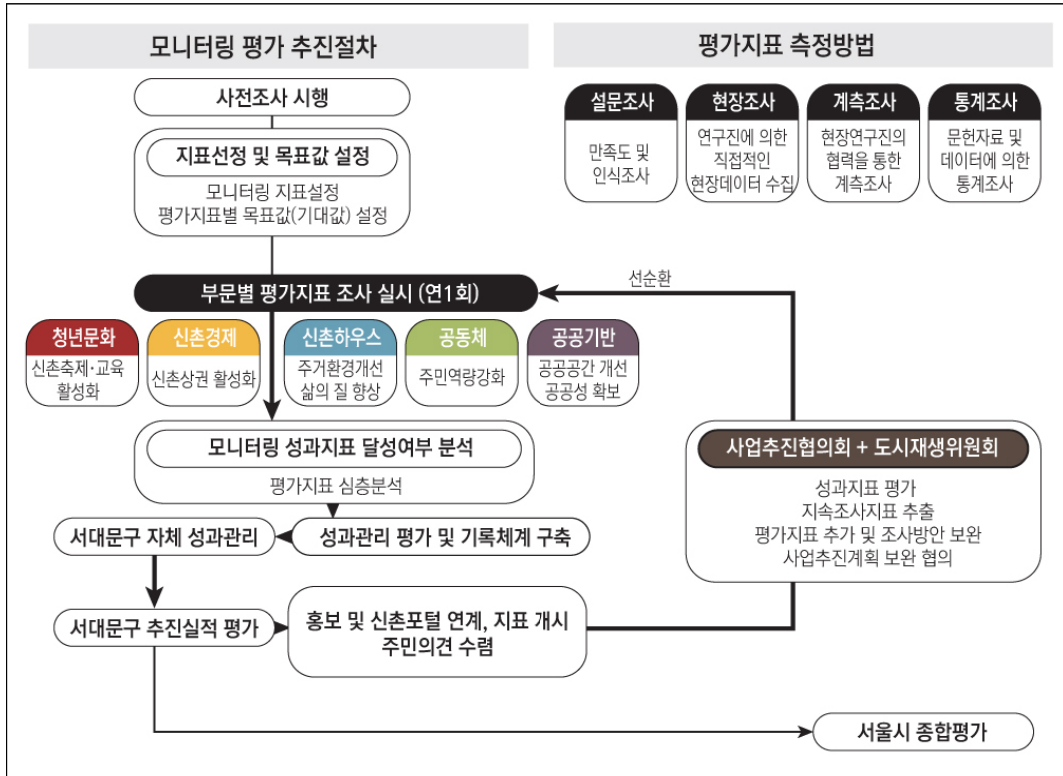 모니터링 평가 추진절차
사전조사 시행
지표선정 및 목표값 설정
모니터링 지표설정
평가지표별 목표값(기대값) 설정
평가지표 측정방법
설문조사
만족도 및
인식조사
현장조사
연구진에 의한
직접적인
현장데이터 수집
계측조사
현장연구진의
협력을 통한
계측조사
통계조사
문헌자료 및
데이터에 의한
통계조사
부문별 평가지표 조사 실시 (연1회)
선순환
청년문화
신촌축제·교육
활성화
신촌경제
신촌상권 활성화
신촌하우스
주거환경개선
삶의 질 향상
공동체
주민역량강화
공공기반
공공공간 개선
공공성 확보
모니터링 성과지표 달성여부 분석
평가지표 심층분석
사업추진협의회 + 도시재생위원회
성과지표 평가
지속조사지표 추출
평가지표 추가 및 조사방안 보완
사업추진계획 보완 협의
서대문구 자체 성과관리
성과관리 평가 및 기록체계 구축
서대문구 추진실적 평가
홍보 및 신촌포털 연계, 지표 개시
주민의견 수렴
서울시 종합평가